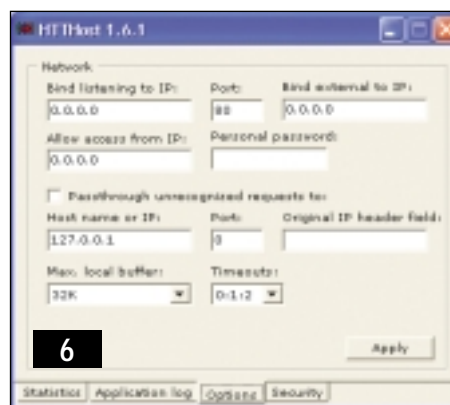 HTTHost 1.6.1
Network
Bind listening to IP: Port: Bind external to IP:
0.0.0.0 80 0.0.0.0
Allow access from IP: Personal password:
0.0.0.0
Passthrough unrecognized requests to:
Host name or IP: Port: Original IP header field:
127.0.0.1 0
Max. local buffer: Timeouts:
32K 0:1:2
6
Apply
Statistics Application log Options Security